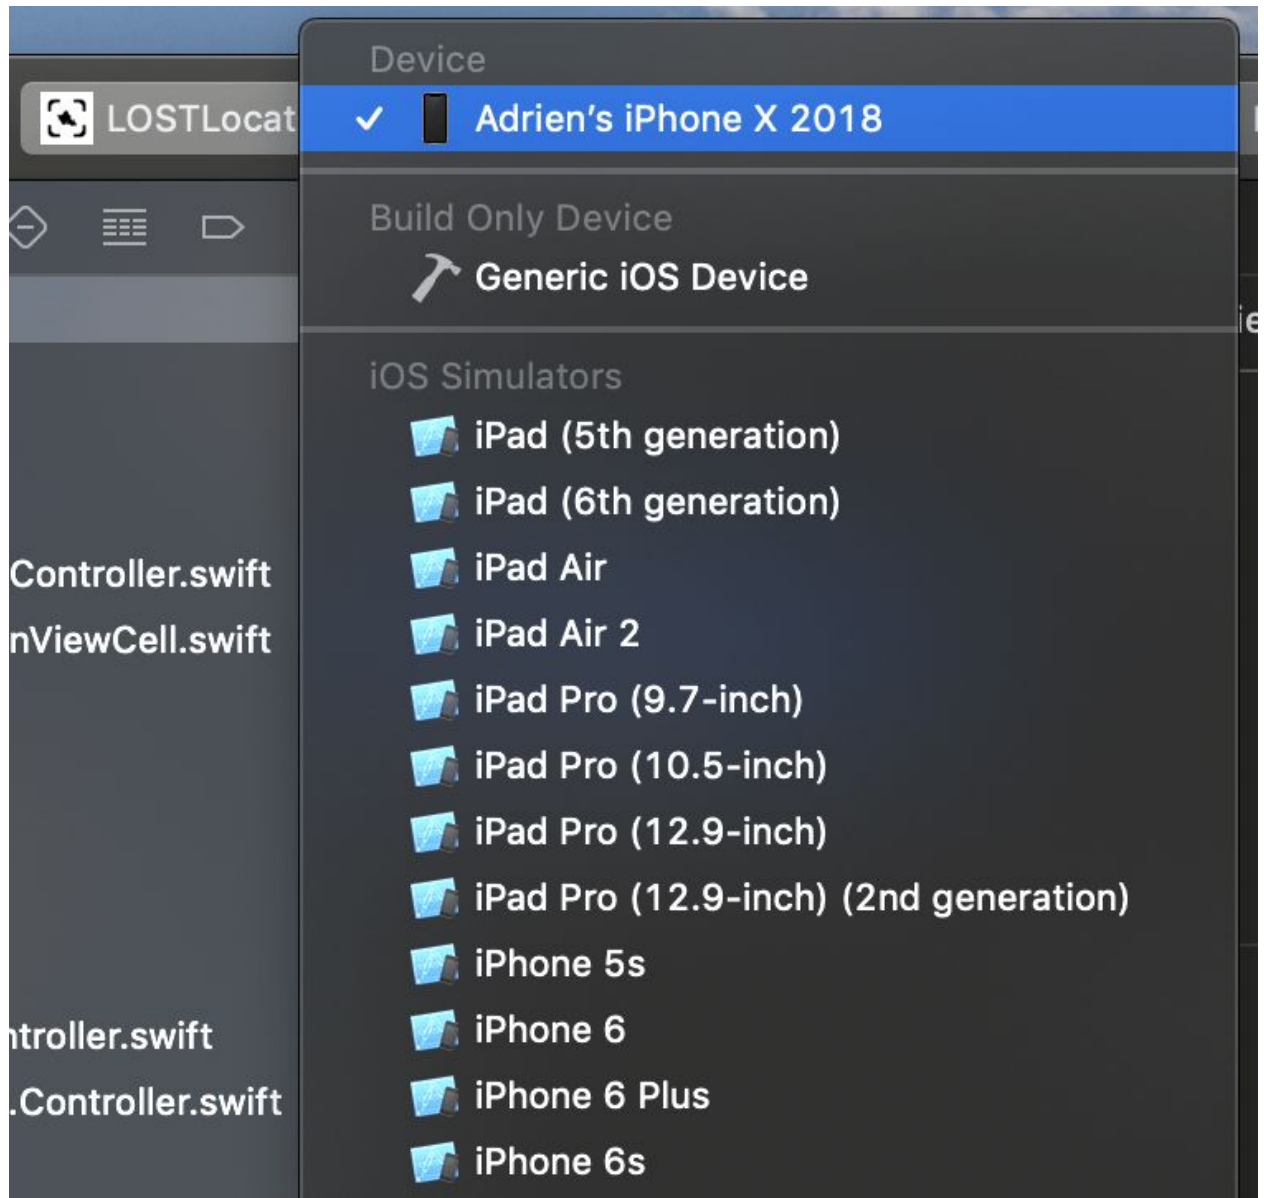 Device
LOSTLocat
Adrien's iPhone X 2018
Build Only Device
Generic iOS Device
iOS Simulators
iPad (5th generation)
iPad (6th generation)
iPad Air
Controller.swift
iPad Air 2
nViewCell.swift
iPad Pro (9.7-inch)
iPad Pro (10.5-inch)
iPad Pro (12.9-inch)
iPad Pro (12.9-inch) (2nd generation)
iPhone 5s
iPhone 6
ntroller.swift
iPhone 6 Plus
.Controller.swift
iPhone 6s